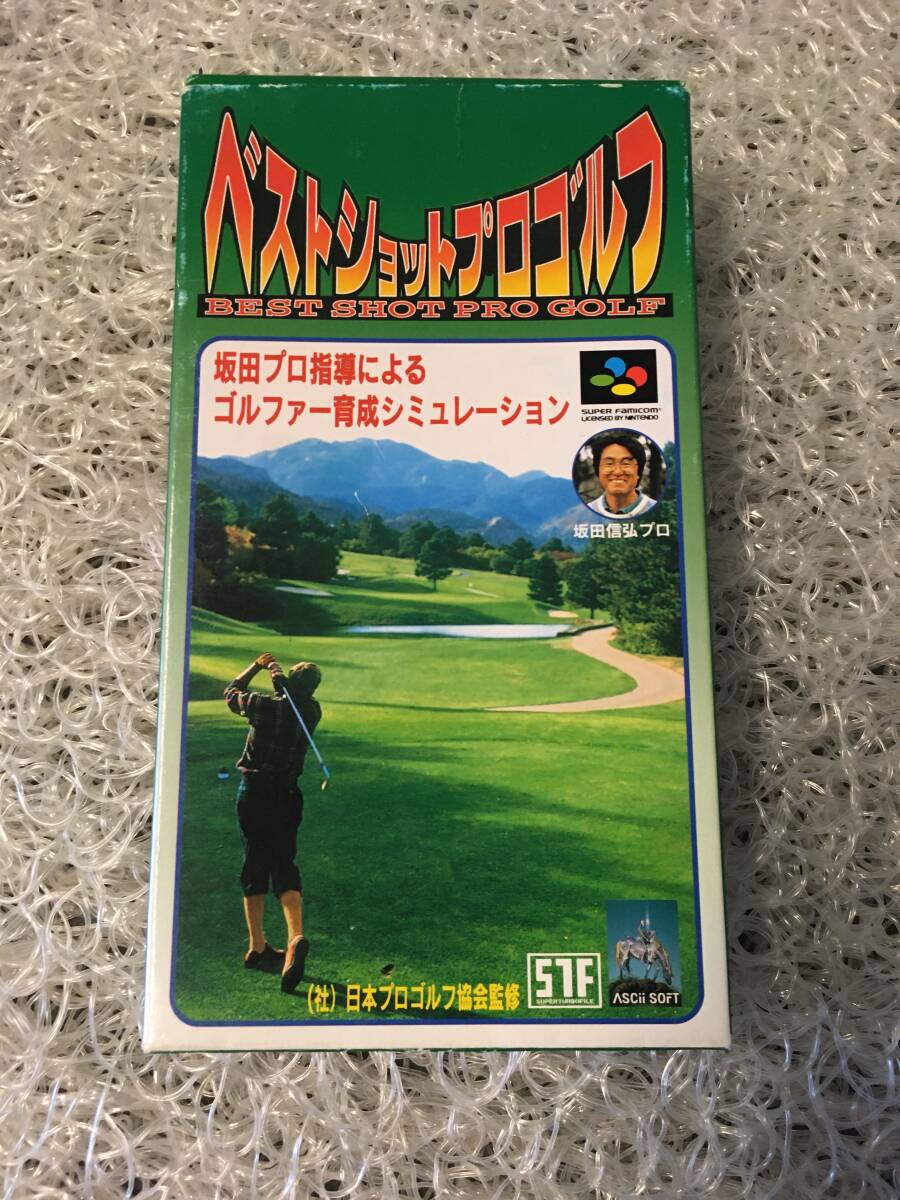 ベストショットプロゴルフ
BEST SHOT PRO GOLF
坂田プロ指導による
ゴルファー育成シミュレーション
SUPER FAMICOM
LICENSED BY NINTENDO
坂田信弘プロ
(社)日本プロゴルフ協会監修
STF
SUPERTURBOFILE
ASCII SOFT